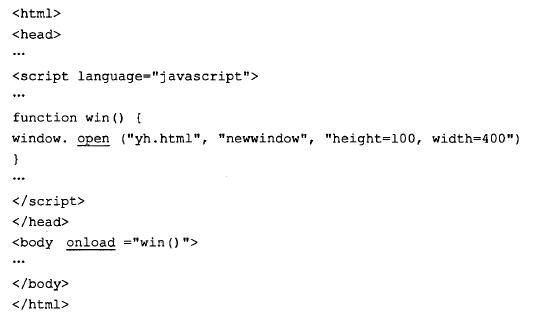 <html>
<head>
…
<script language="javascript">
…
function win() {
window. open ("yh.html", "newwindow", "height=100, width=400")
}
…
</script>
</head>
<body onload ="win()">
…
</body>
</html>